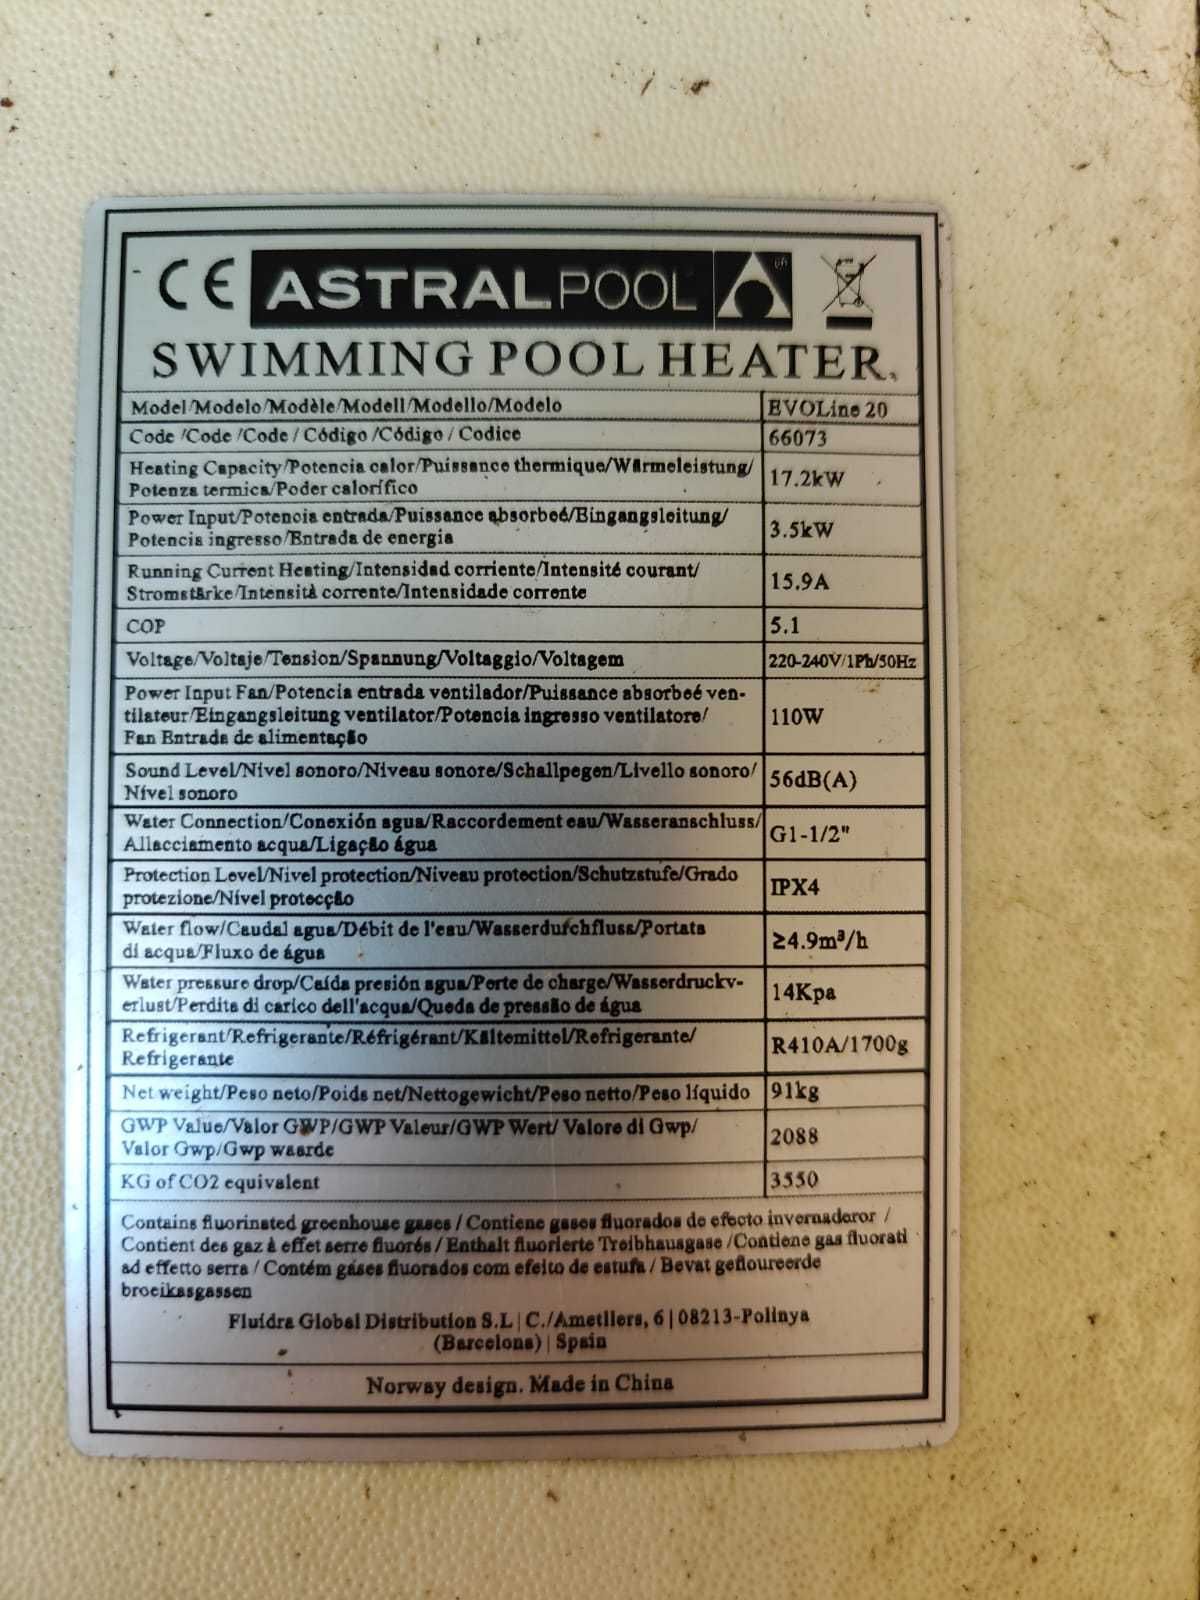 CE ASTRALPOOL
SWIMMING POOL HEATER
Model/Modelo/Modèle/Modell/Modello/Modelo EVOLine 20
Code /Code /Code / Código /Código / Codice 66073
Heating Capacity/Potencia calor/Puissance thermique/Wärmeleistung/
Potenza termica/Poder calorífico 17.2kW
Power Input/Potencia entrada/Puissance absorbeé/Eingangsleitung/
Potencia ingresso/Entrada de energia 3.5kW
Running Current Heating/Intensidad corriente/Intensité courant/
Stromstärke/Intensità corrente/Intensidade corrente 15.9A
COP 5.1
Voltage/Voltaje/Tension/Spannung/Voltaggio/Voltagem 220-240V/1Ph/50Hz
Power Input Fan/Potencia entrada ventilador/Puissance absorbeé ven-
tilateur/Eingangsleitung ventilator/Potencia ingresso ventilatore/
Fan Entrada de alimentação 110W
Sound Level/Nivel sonoro/Niveau sonore/Schallpegen/Livello sonoro/
Nível sonoro 56dB(A)
Water Connection/Conexión agua/Raccordement eau/Wasseranschluss/
Allacciamento acqua/Ligação água G1-1/2"
Protection Level/Nivel protection/Niveau protection/Schutzstufe/Grado
protezione/Nível protecção IPX4
Water flow/Caudal agua/Débit de l'eau/Wasserdurchfluss/Portata
di acqua/Fluxo de água ≥4.9m³/h
Water pressure drop/Caída presión agua/Perte de charge/Wasserdruckv-
erlust/Perdita di carico dell'acqua/Queda de pressão de água 14Kpa
Refrigerant/Refrigerante/Réfrigérant/Kältemittel/Refrigerante/
Refrigerante R410A/1700g
Net weight/Peso neto/Poids net/Nettogewicht/Peso netto/Peso líquido 91kg
GWP Value/Valor GWP/GWP Valeur/GWP Wert/ Valore di Gwp/
Valor Gwp/Gwp waarde 2088
KG of CO2 equivalent 3550
Contains fluorinated greenhouse gases / Contiene gases fluorados de efecto invernaderor /
Contient des gaz à effet serre fluorés / Enthalt fluorierte Treibhausgase /Contiene gas fluorati
ad effetto serra / Contém gáses fluorados com efeito de estufa / Bevat gefloureerde
broeikasgassen
Fluidra Global Distribution S.L | C./Ametllers, 6 | 08213-Polinya
(Barcelona) | Spain
Norway design. Made in China